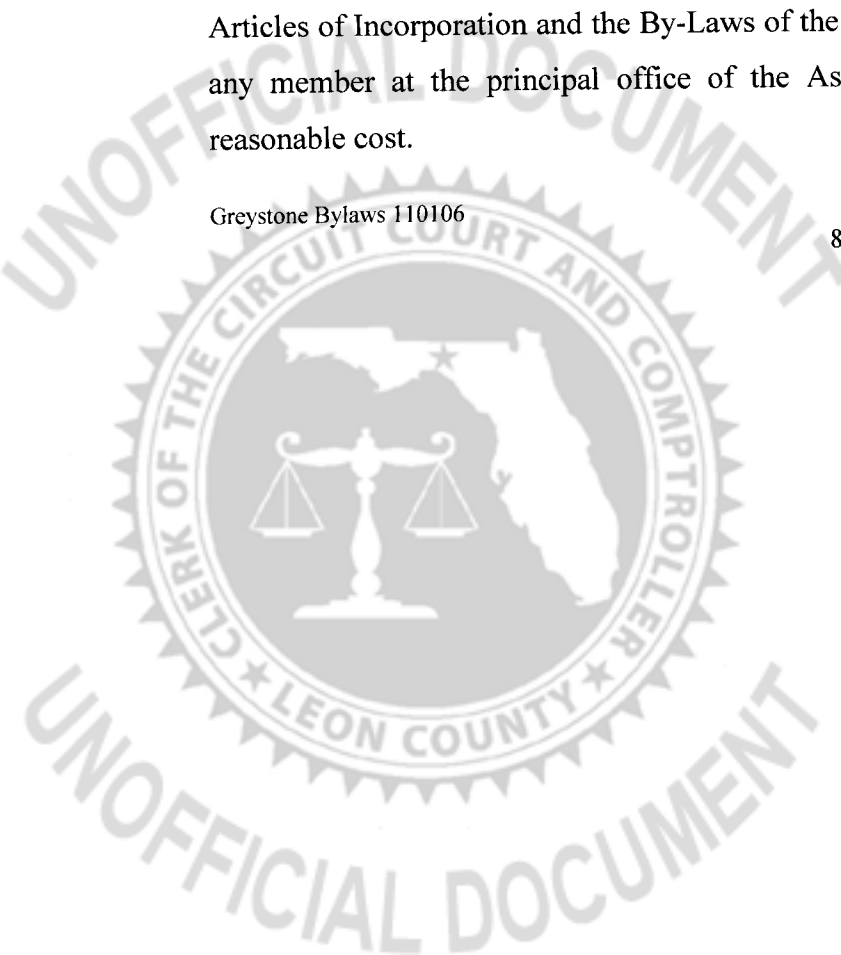 Articles of Incorporation and the By-Laws of the
any member at the principal office of the As
reasonable cost.
Greystone Bylaws 110106
8
UNOFFICIAL DOCUMENT
CLERK OF THE CIRCUIT COURT AND COMPTROLLER
LEON COUNTY
UNOFFICIAL DOCUMENT